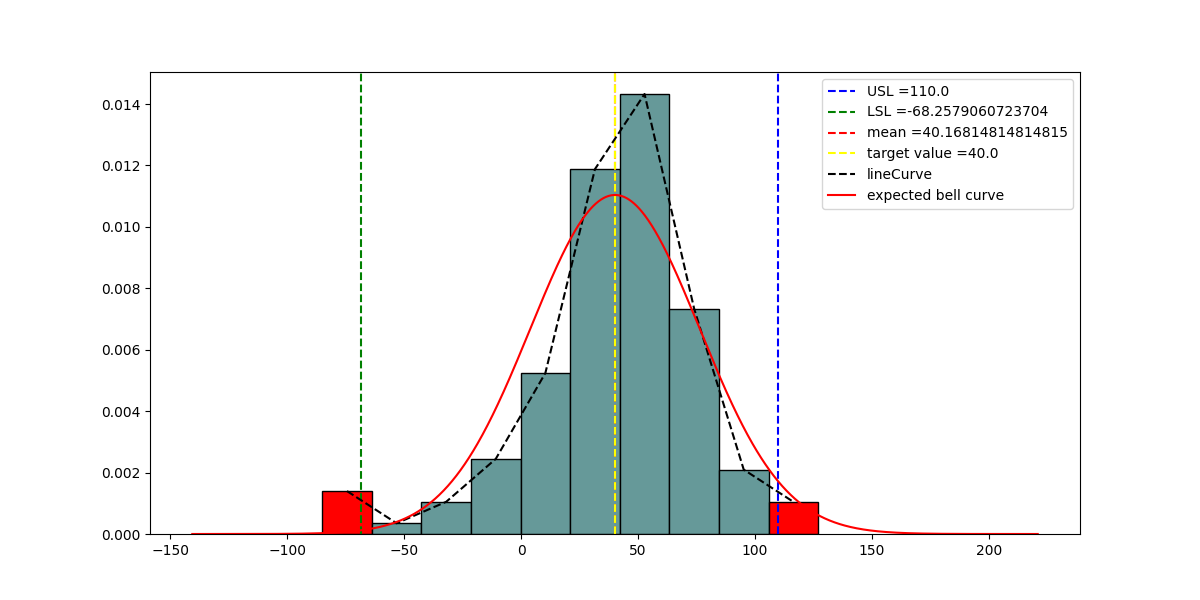 USL =110.0
LSL =-68.2579060723704
mean =40.16814814814815
target value =40.0
lineCurve
expected bell curve
0.014
0.012
0.010
0.008
0.006
0.004
0.002
0.000
−150 −100 −50 0 50 100 150 200